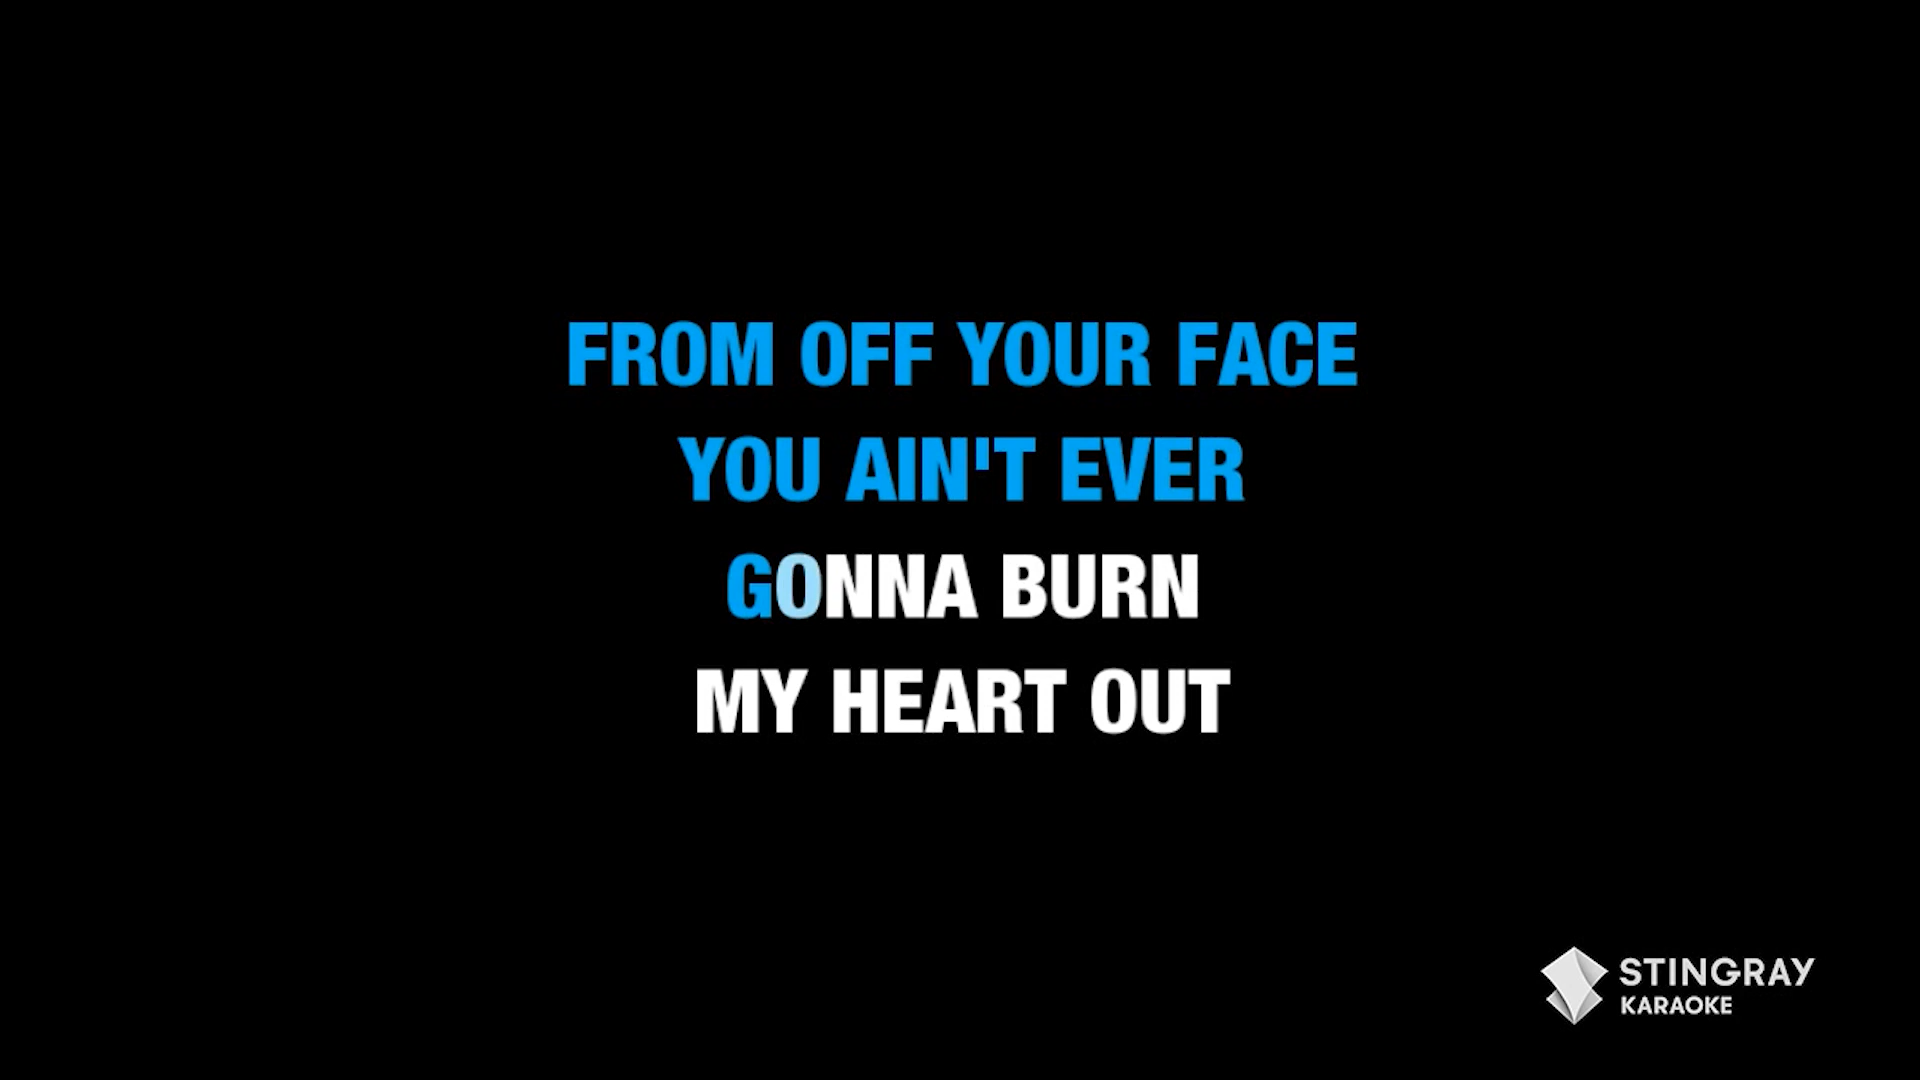 FROM OFF YOUR FACE
YOU AIN'T EVER
GONNA BURN
MY HEART OUT
STINGRAY
KARAOKE